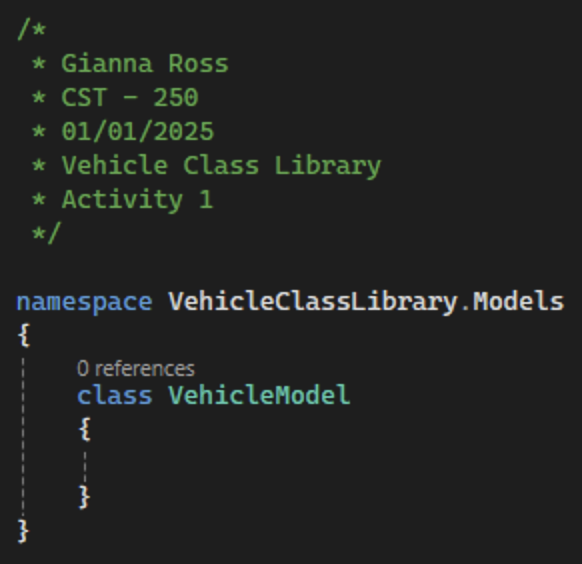 /*
 * Gianna Ross
 * CST - 250
 * 01/01/2025
 * Vehicle Class Library
 * Activity 1
 */
namespace VehicleClassLibrary.Models
{
0 references
class VehicleModel
{
}
}